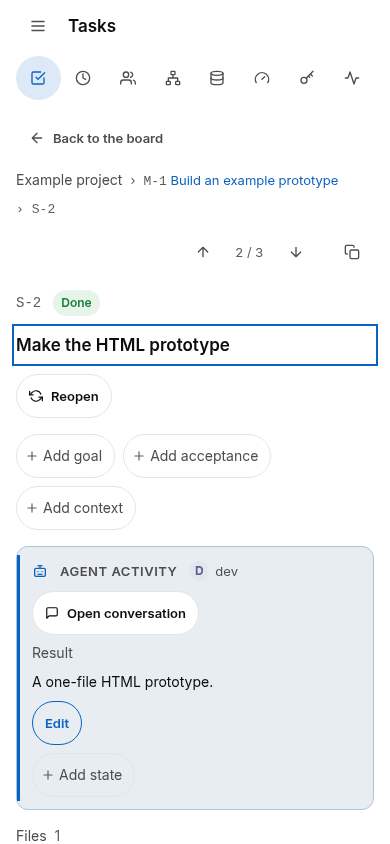 Tasks
Back to the board
Example project › M-1 Build an example prototype
› S-2
2 / 3
S-2 Done
Make the HTML prototype
Reopen
+ Add goal + Add acceptance
+ Add context
AGENT ACTIVITY D dev
Open conversation
Result
A one-file HTML prototype.
Edit
+ Add state
Files 1